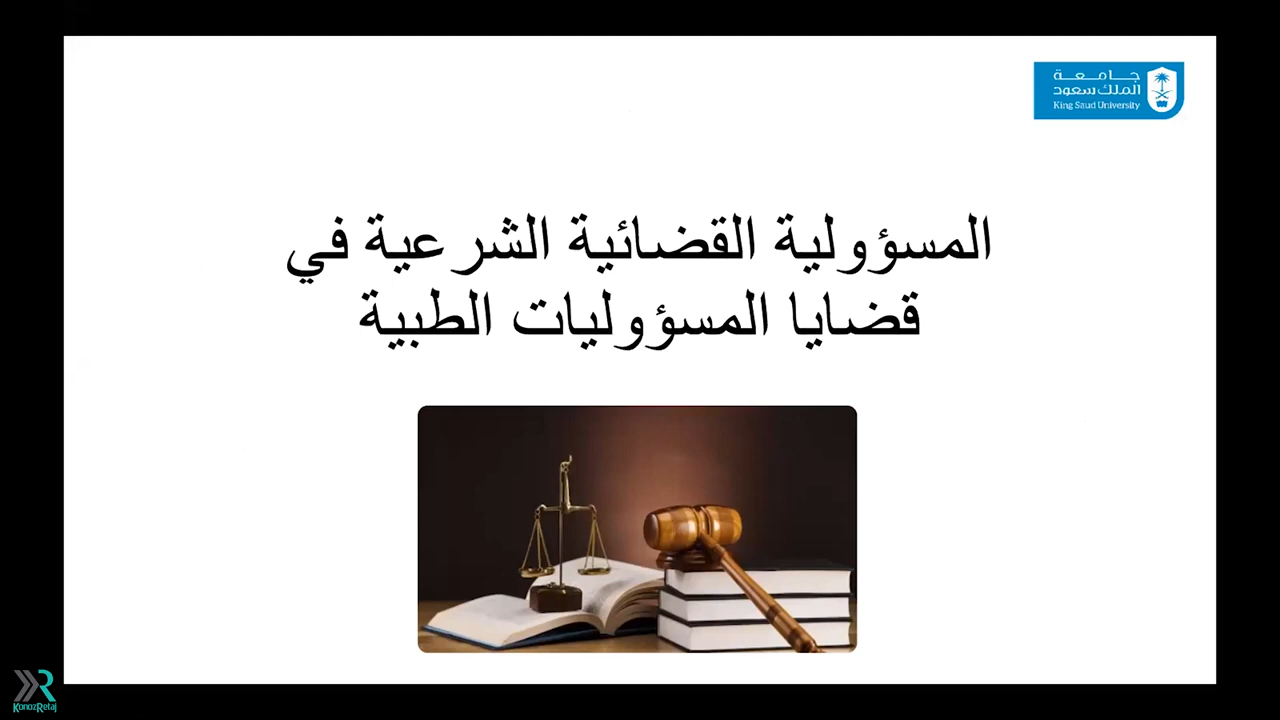 جامعة
الملك سعود
King Saud University
المسؤولية القضائية الشرعية في
قضايا المسؤوليات الطبية
KonozRetaj